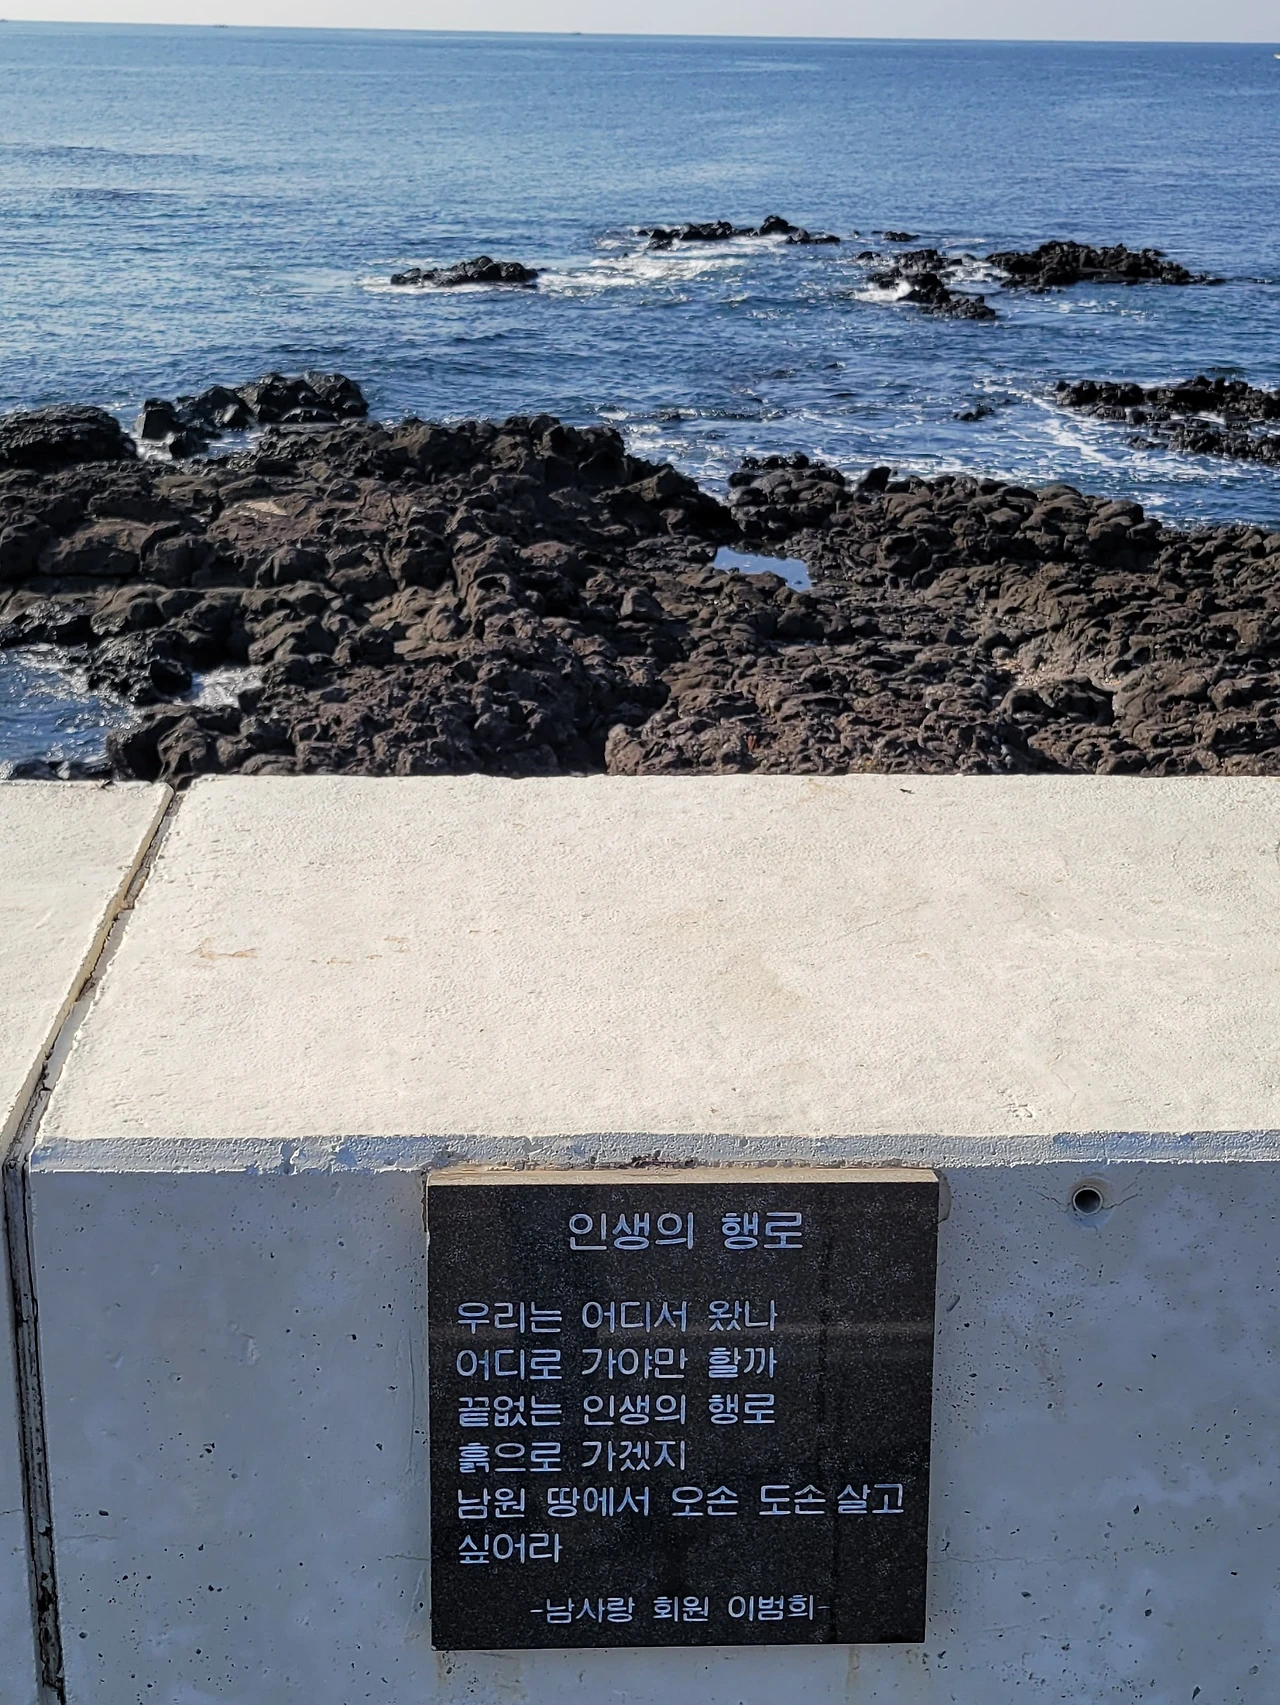 인생의 행로
우리는 어디서 왔나
어디로 가야만 할까
끝없는 인생의 행로
흙으로 가겠지
남원 땅에서 오손 도손 살고
싶어라
-남사랑 회원 이범희-